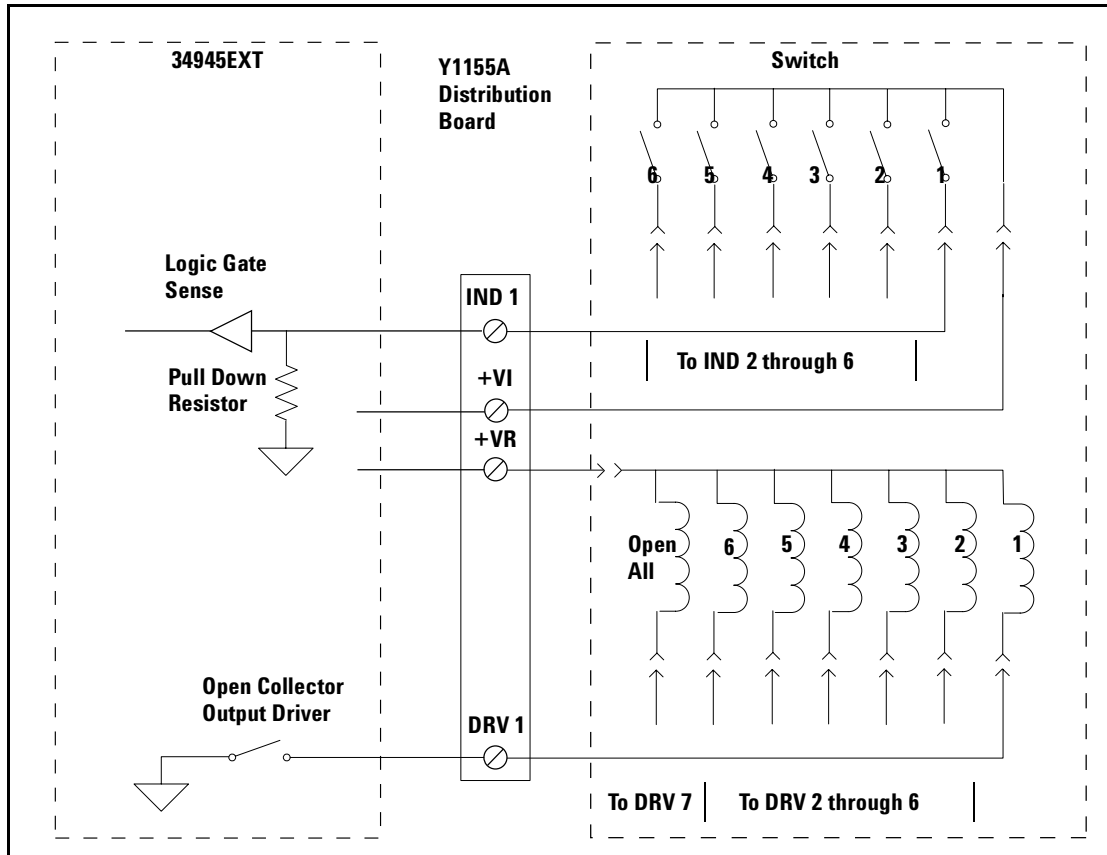 34945EXT
Y1155A
Distribution
Board
Switch
6 5 4 3 2 1
Logic Gate
Sense
IND 1
Pull Down
Resistor
To IND 2 through 6
+VI
+VR
Open
All
6 5 4 3 2 1
Open Collector
Output Driver
DRV 1
To DRV 7 To DRV 2 through 6